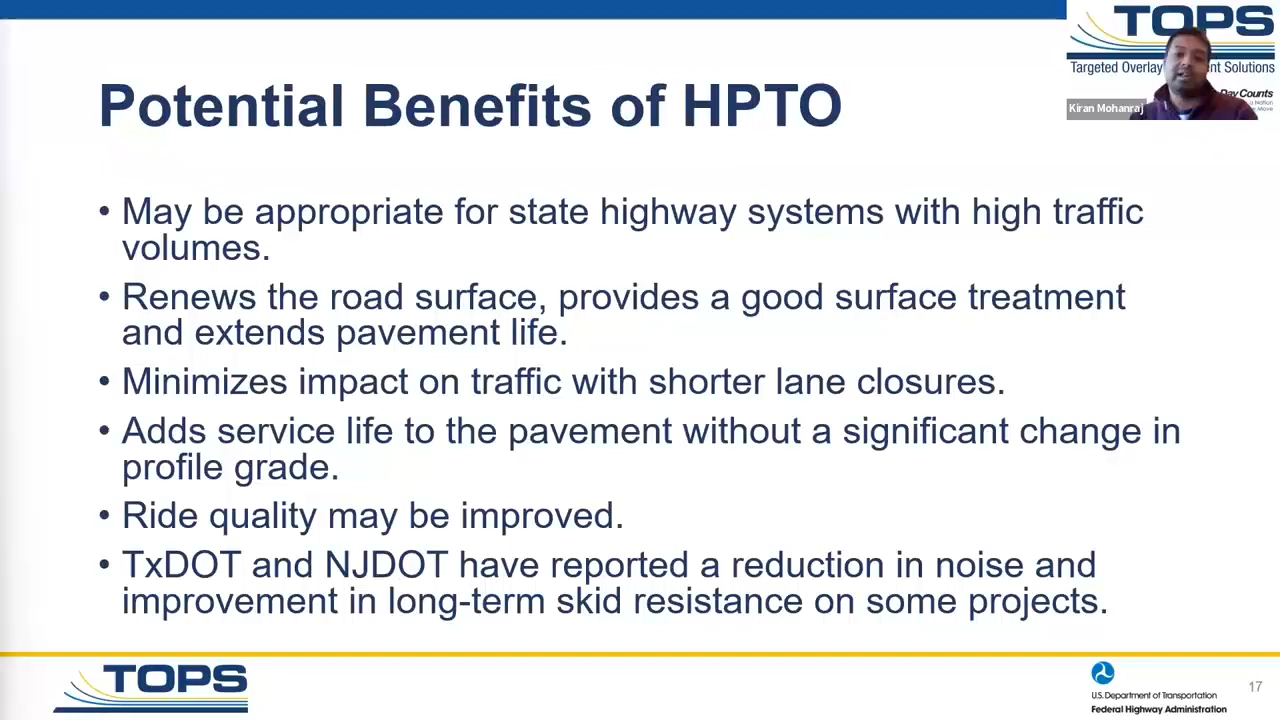 TOPS
Targeted Overlay nt Solutions
Day Counts
Kiran Mohanraj
Potential Benefits of HPTO
• May be appropriate for state highway systems with high traffic
volumes.
• Renews the road surface, provides a good surface treatment
and extends pavement life.
• Minimizes impact on traffic with shorter lane closures.
• Adds service life to the pavement without a significant change in
profile grade.
• Ride quality may be improved.
• TxDOT and NJDOT have reported a reduction in noise and
improvement in long-term skid resistance on some projects.
TOPS
U.S. Department of Transportation
Federal Highway Administration
17